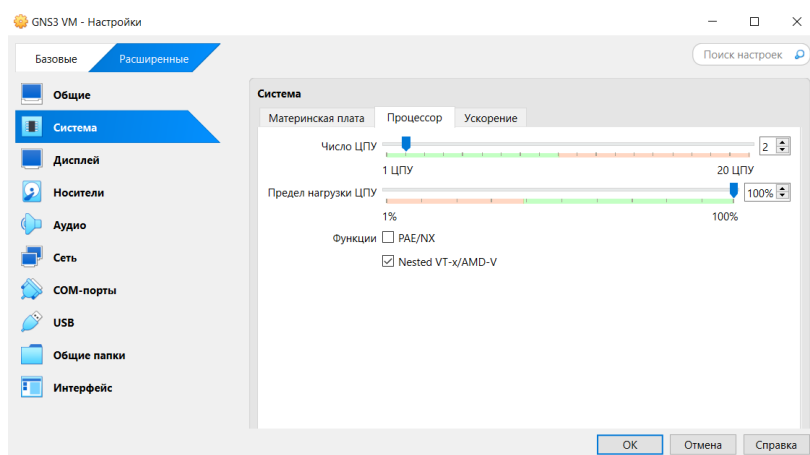 GNS3 VM - Настройки
Базовые
Расширенные
Поиск настроек
Общие
Система
Дисплей
Носители
Аудио
Сеть
COM-порты
USB
Общие папки
Интерфейс
Система
Материнская плата
Процессор
Ускорение
Число ЦПУ
2
1 ЦПУ
20 ЦПУ
Предел нагрузки ЦПУ
100%
1%
100%
Функции
PAE/NX
Nested VT-x/AMD-V
OK
Отмена
Справка